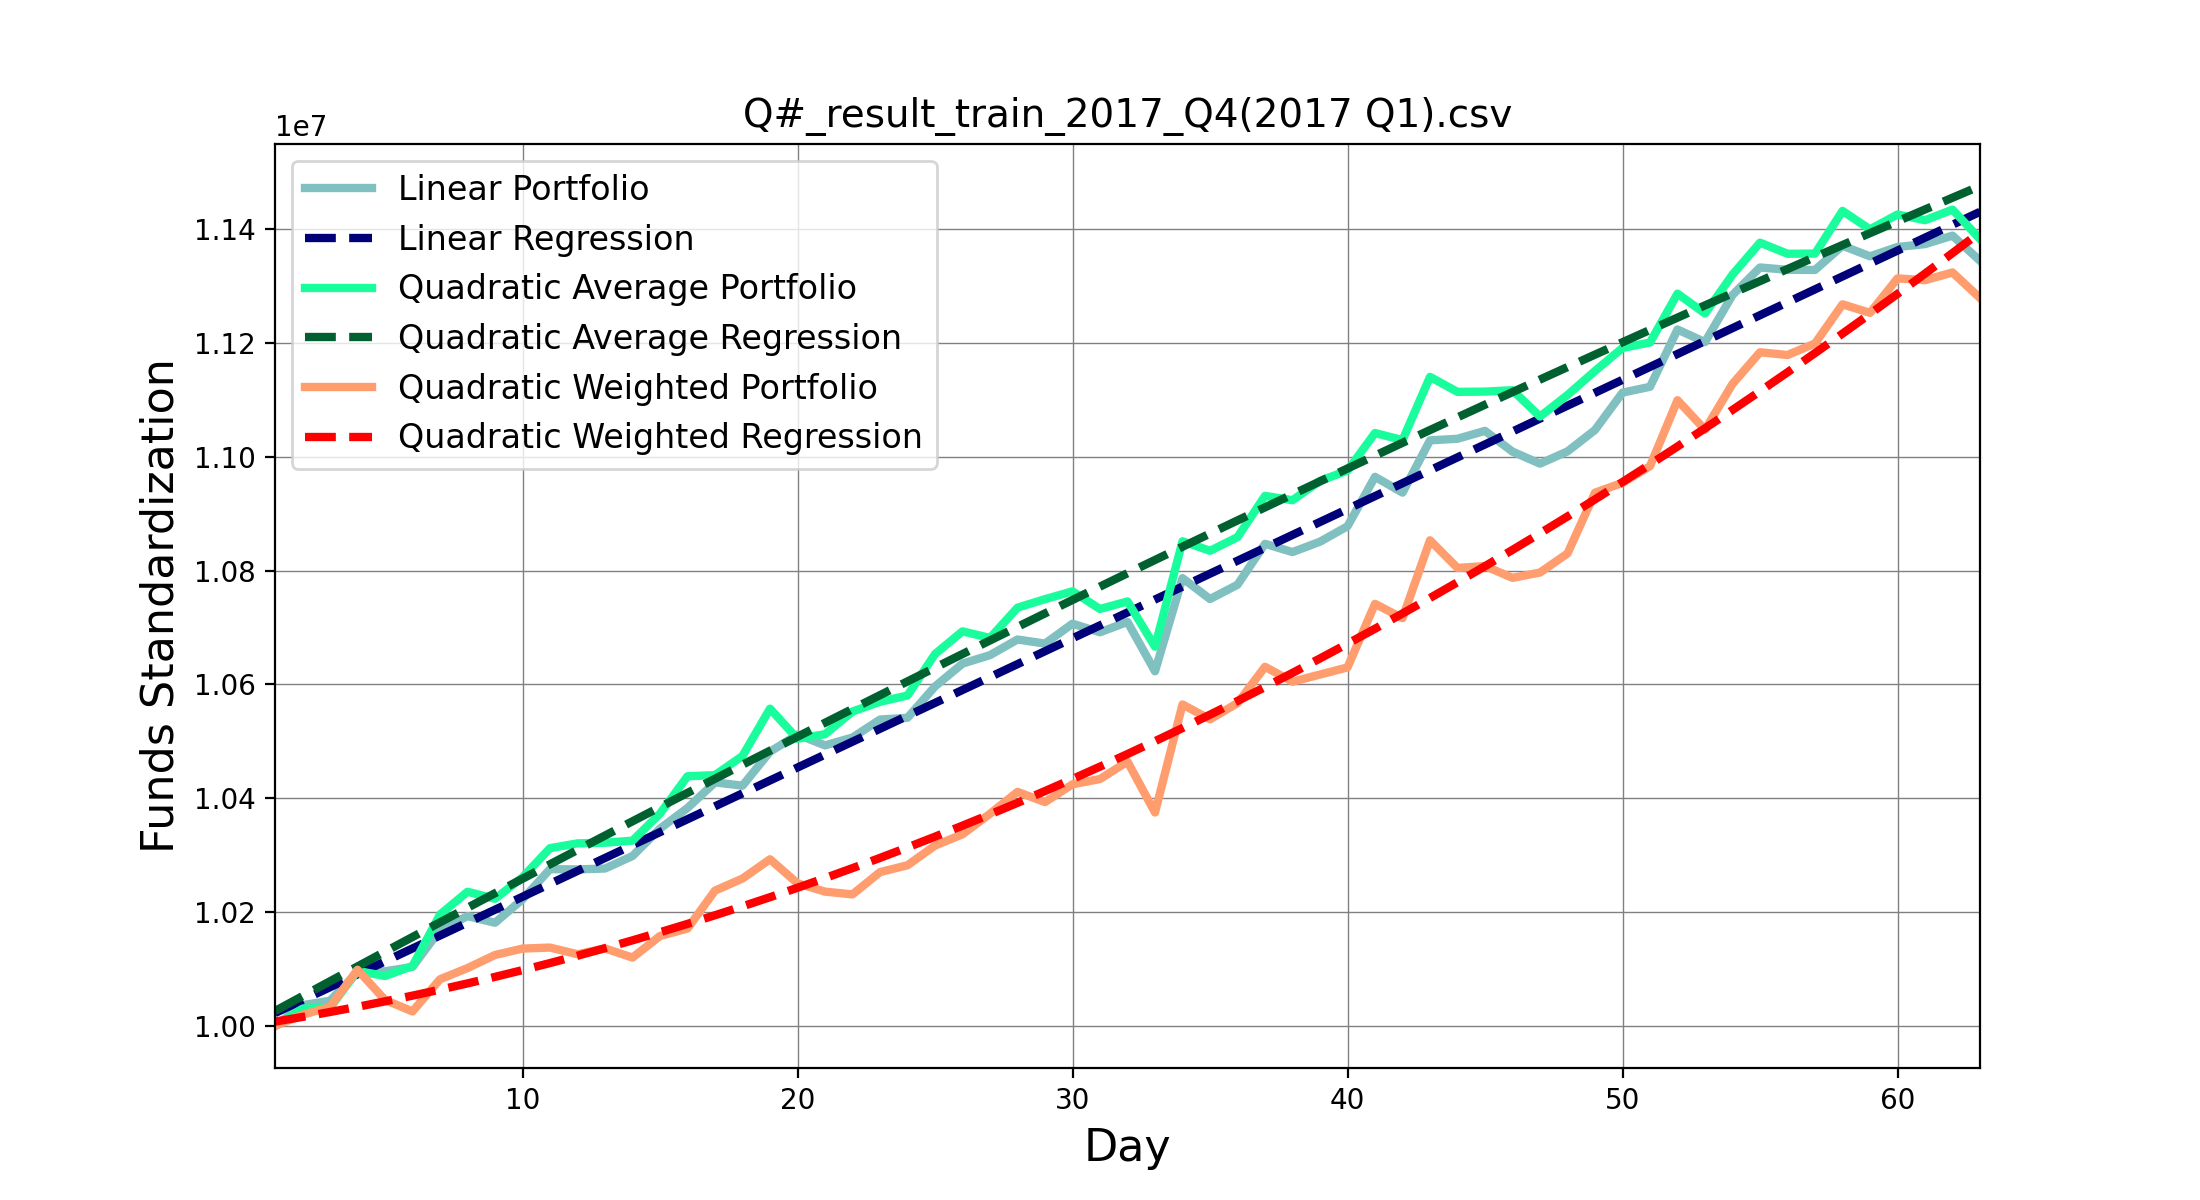 Q#_result_train_2017_Q4(2017 Q1).csv
1e7
Linear Portfolio
Linear Regression
Quadratic Average Portfolio
Quadratic Average Regression
Quadratic Weighted Portfolio
Quadratic Weighted Regression
Funds Standardization
1.14
1.12
1.10
1.08
1.06
1.04
1.02
1.00
10 20 30 40 50 60
Day